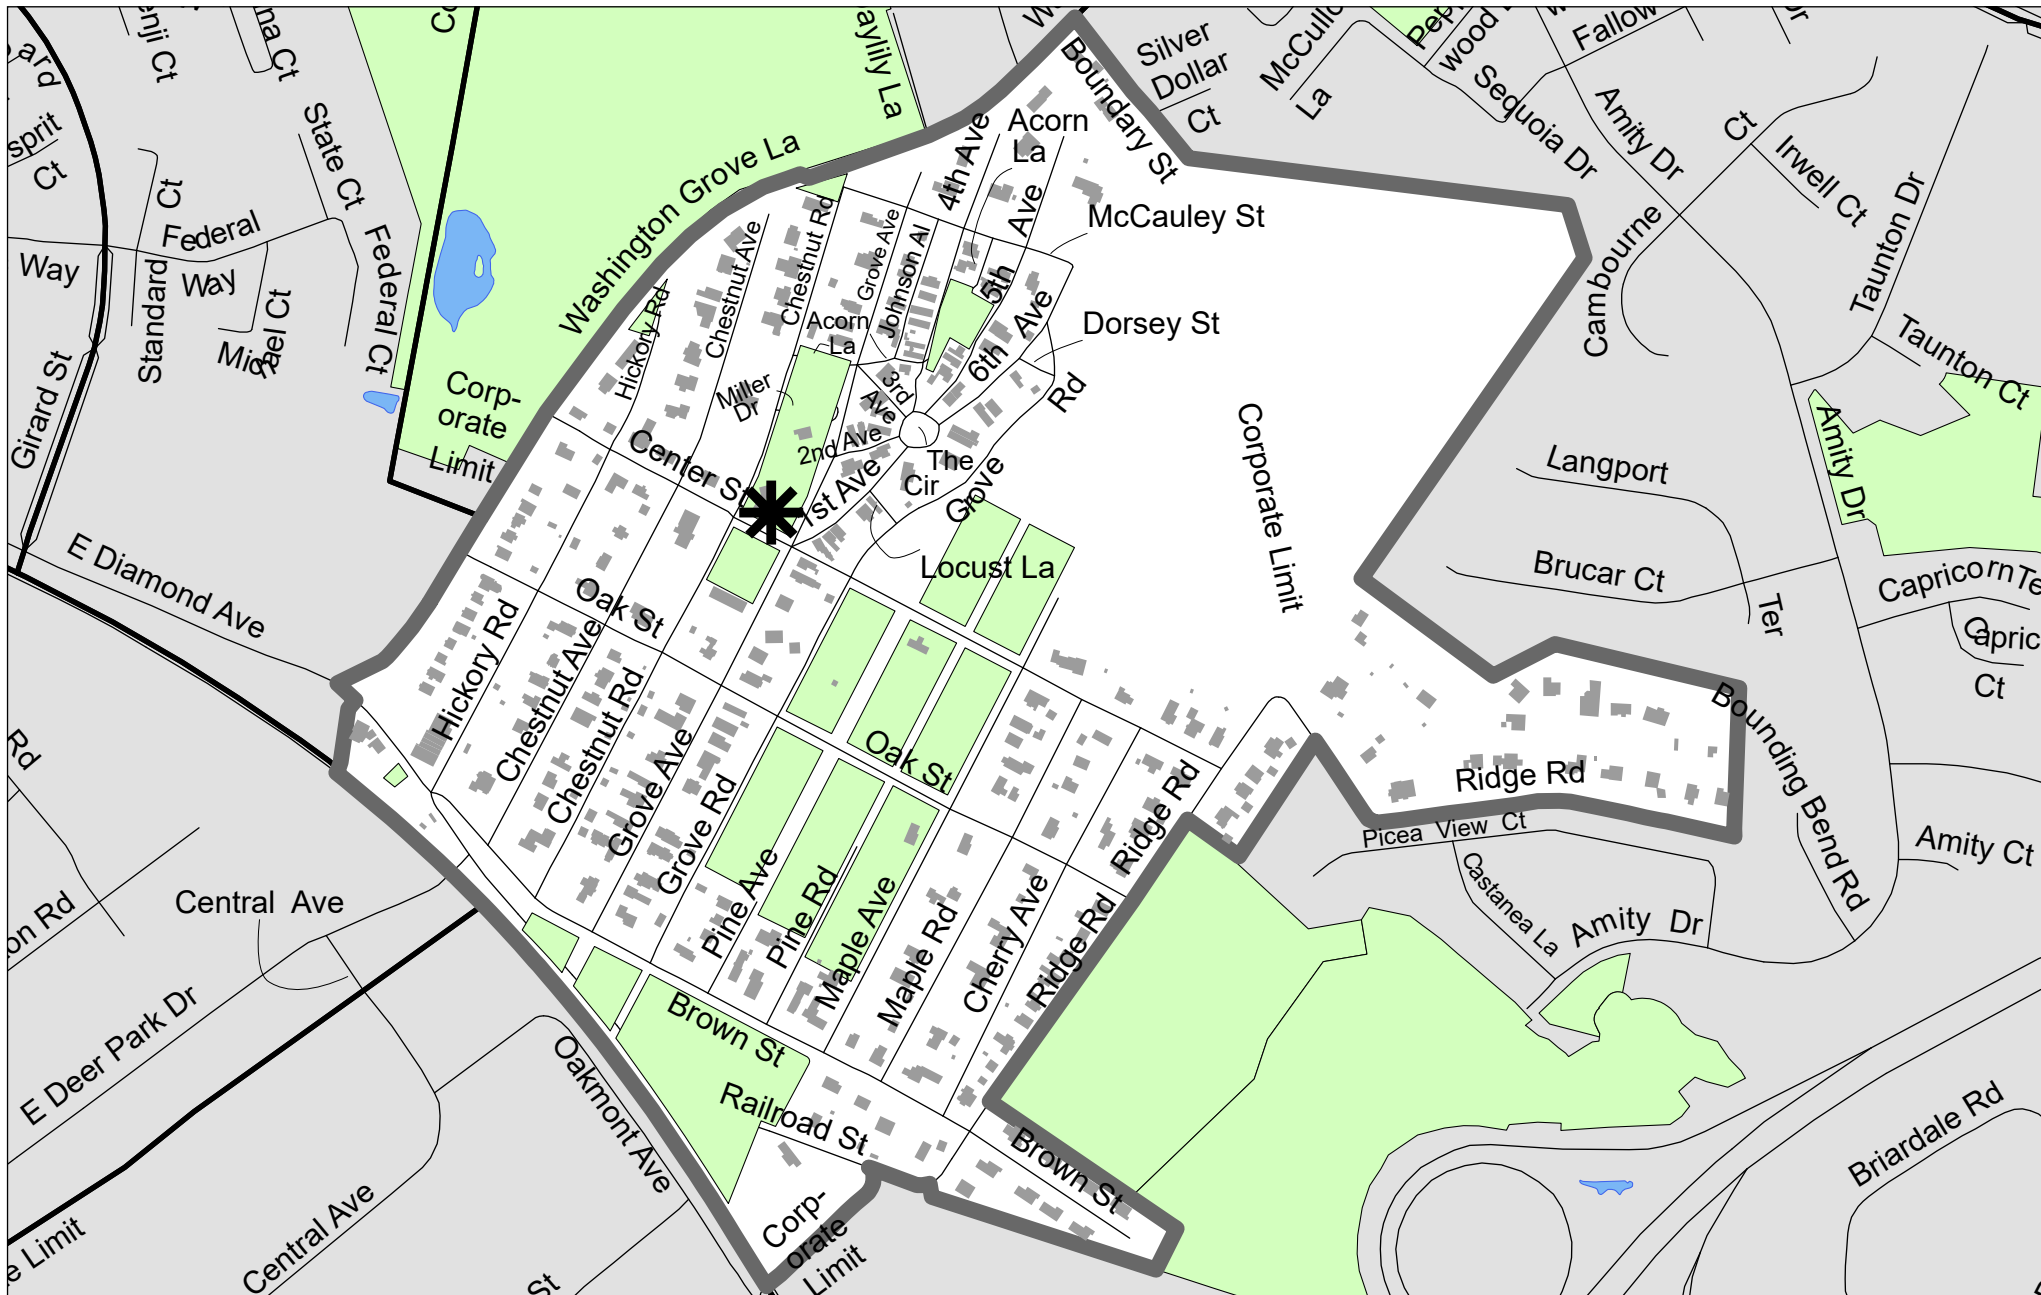 Washington Grove La
Boundary St
Silver
Dollar
Ct
La
Sequoia Dr
Amity Dr
Ct
Irwell Ct
Taunton Dr
Taunton Ct
Cambourne
State Ct
Federal Ct
Ct
Federal
Way
Way
Standard
Girard St
Ct
Corp-
orate
Limit
4th Ave
Acorn
La
Ave
McCauley St
5th
Dorsey St
6th
Ave
Rd
Chestnut Rd
Grove Ave
Johnson Al
Chestnut Ave
Hickory Rd
Acorn
La
Miller
Dr
3rd
Ave
2nd Ave
1st Ave
The
Cir
Grove
Center St
Locust La
Corporate Limit
Langport
Ter
Brucar Ct
Amity Dr
Capricorn
Ct
E Diamond Ave
Oak St
Hickory Rd
Chestnut Ave
Chestnut Rd
Grove Ave
Grove Rd
Oak St
Pine Ave
Pine Rd
Maple Ave
Maple Rd
Cherry Ave
Ridge Rd
Ridge Rd
Ridge Rd
Bounding Bend Rd
Picea View Ct
Castanea La
Amity Dr
Amity Ct
Rd
Central Ave
E Deer Park Dr
Brown St
Railroad St
Brown St
Oakmont Ave
Corp-
orate
Limit
Central Ave
St
Limit
Briardale Rd